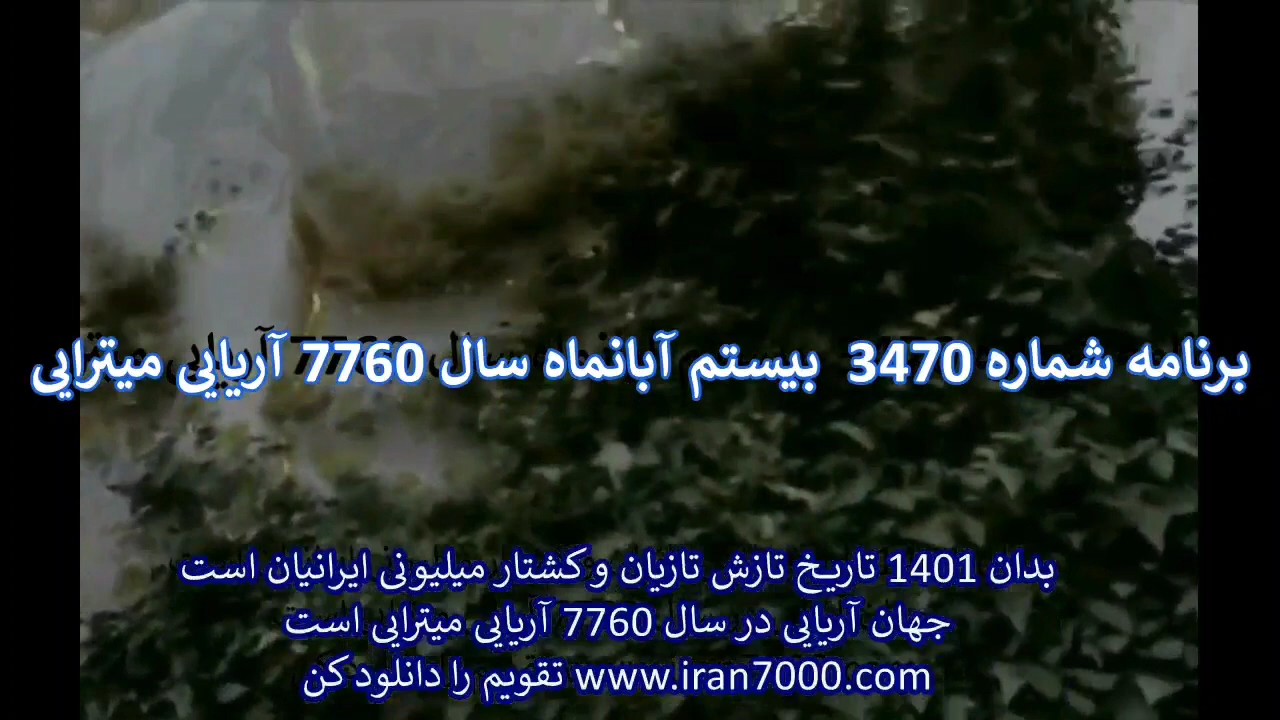 برنامه شماره 3470 بیستم آبانماه سال 7760 آریایی میترایی
بدان 1401 تاریخ تازش تازیان و کشتار میلیونی ایرانیان است
جهان آریایی در سال 7760 آریایی میترایی است
www.iran7000.com تقویم را دانلود کن